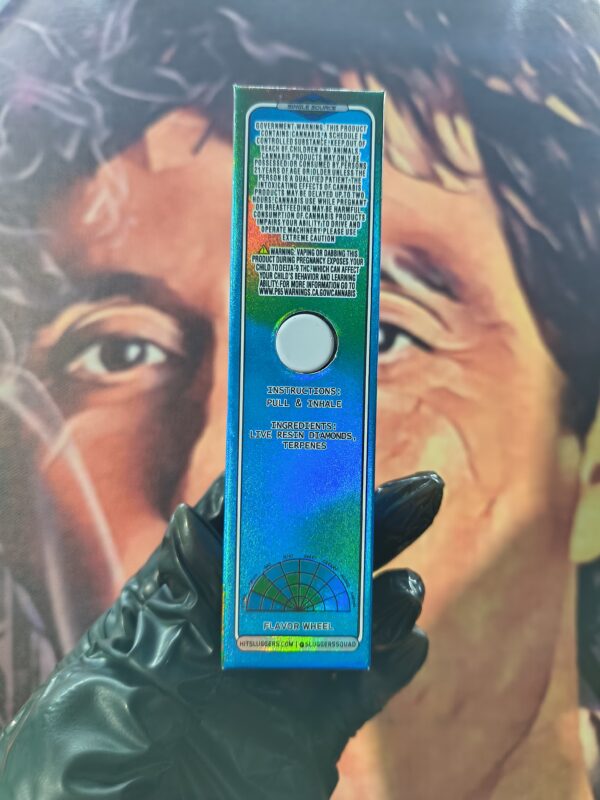 SINGLE SOURCE
GOVERNMENT WARNING: THIS PRODUCT
CONTAINS CANNABIS, A SCHEDULE I
CONTROLLED SUBSTANCE. KEEP OUT OF
REACH OF CHILDREN AND ANIMALS.
CANNABIS PRODUCTS MAY ONLY BE
POSSESSED OR CONSUMED BY PERSONS
21 YEARS OF AGE OR OLDER UNLESS THE
PERSON IS A QUALIFIED PATIENT. THE
INTOXICATING EFFECTS OF CANNABIS
PRODUCTS MAY BE DELAYED UP TO TWO
HOURS. CANNABIS USE WHILE PREGNANT
OR BREASTFEEDING MAY BE HARMFUL.
CONSUMPTION OF CANNABIS PRODUCTS
IMPAIRS YOUR ABILITY TO DRIVE AND
OPERATE MACHINERY. PLEASE USE
EXTREME CAUTION
WARNING: VAPING OR DABBING THIS
PRODUCT DURING PREGNANCY EXPOSES YOUR
CHILD TO DELTA-9 THC, WHICH CAN AFFECT
YOUR CHILD'S BEHAVIOR AND LEARNING
ABILITY. FOR MORE INFORMATION GO TO
WWW.P65WARNINGS.CA.GOV/CANNABIS
INSTRUCTIONS:
PULL & INHALE
INGREDIENTS:
LIVE RESIN DIAMONDS,
TERPENES
FLAVOR WHEEL
HITSLUGGERS.COM | @SLUGGERSSQUAD